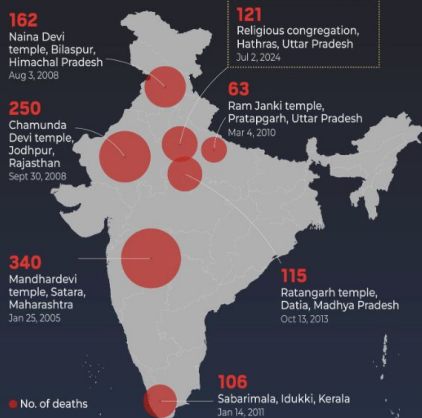 162
Naina Devi
temple, Bilaspur,
Himachal Pradesh
Aug 3, 2008
121
Religious congregation,
Hathras, Uttar Pradesh
Jul 2, 2024
250
Chamunda
Devi temple,
Jodhpur,
Rajasthan
Sept 30, 2008
63
Ram Janki temple,
Pratapgarh, Uttar Pradesh
Mar 4, 2010
340
Mandhardevi
temple, Satara,
Maharashtra
Jan 25, 2005
115
Ratangarh temple,
Datia, Madhya Pradesh
Oct 13, 2013
106
Sabarimala, Idukki, Kerala
Jan 14, 2011
No. of deaths